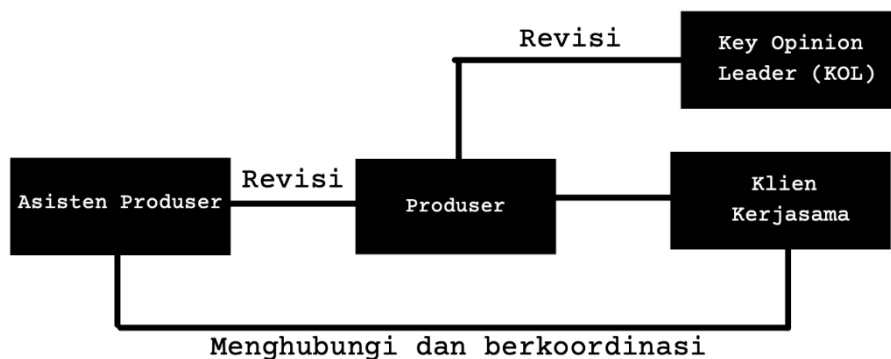 Revisi
Key Opinion
Leader (KOL)
Asisten Produser
Revisi
Produser
Klien
Kerjasama
Menghubungi dan berkoordinasi